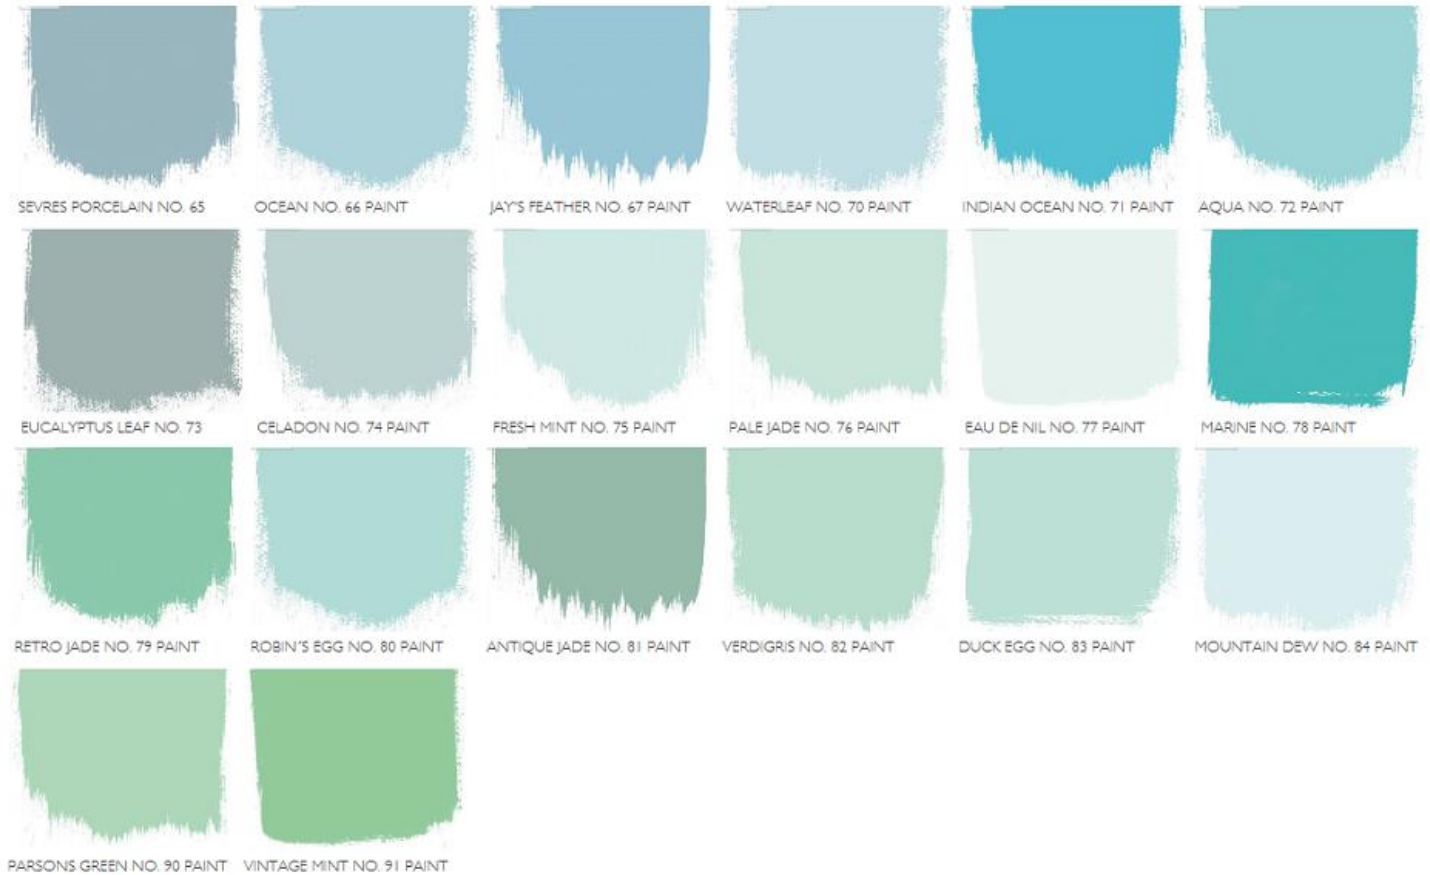 SEVRES PORCELAIN NO. 65
OCEAN NO. 66 PAINT
JAY'S FEATHER NO. 67 PAINT
WATERLEAF NO. 70 PAINT
INDIAN OCEAN NO. 71 PAINT
AQUA NO. 72 PAINT
EUCALYPTUS LEAF NO. 73
CELADON NO. 74 PAINT
FRESH MINT NO. 75 PAINT
PALE JADE NO. 76 PAINT
EAU DE NIL NO. 77 PAINT
MARINE NO. 78 PAINT
RETRO JADE NO. 79 PAINT
ROBIN'S EGG NO. 80 PAINT
ANTIQUE JADE NO. 81 PAINT
VERDIGRIS NO. 82 PAINT
DUCK EGG NO. 83 PAINT
MOUNTAIN DEW NO. 84 PAINT
PARSONS GREEN NO. 90 PAINT
VINTAGE MINT NO. 91 PAINT